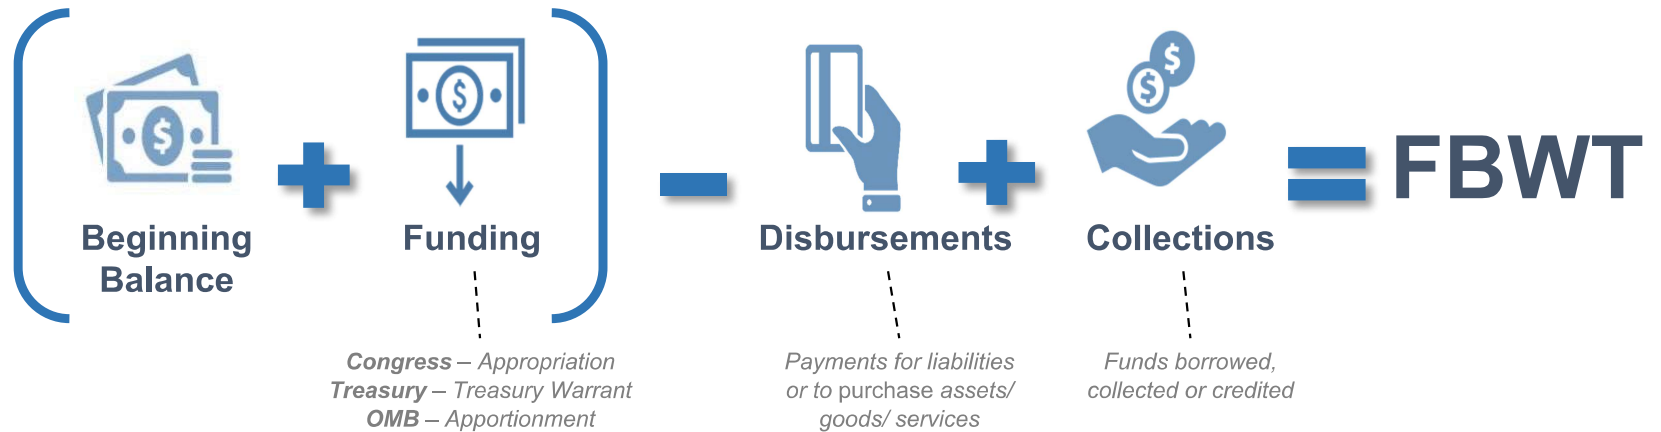 Beginning
Balance
Funding
Disbursements
Collections
= FBWT
Congress – Appropriation
Treasury – Treasury Warrant
OMB – Apportionment
Payments for liabilities
or to purchase assets/
goods/ services
Funds borrowed,
collected or credited